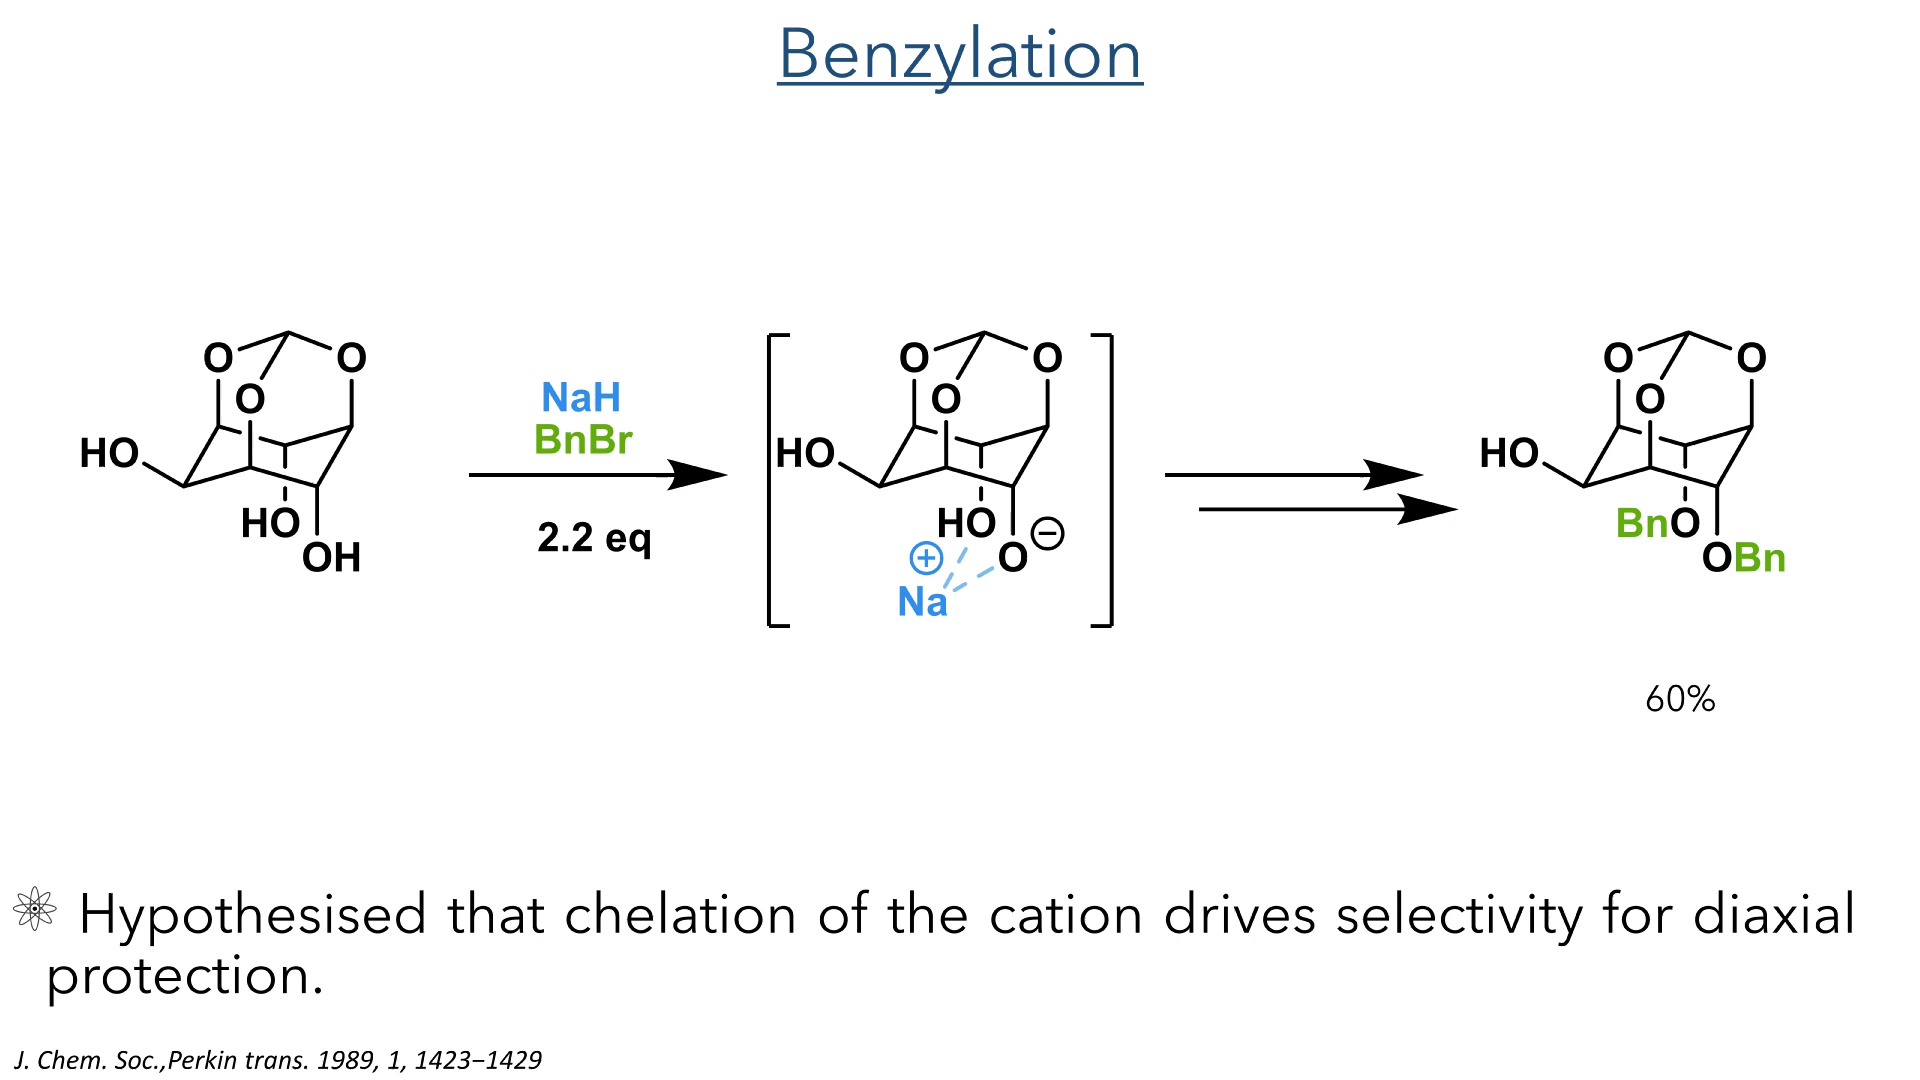 Benzylation
O O
O
HO
HO
OH
NaH
BnBr
2.2 eq
O O
O
HO
HO
⊕ O ⊖
Na
O O
O
HO
BnO
OBn
60%
Hypothesised that chelation of the cation drives selectivity for diaxial
protection.
J. Chem. Soc.,Perkin trans. 1989, 1, 1423–1429